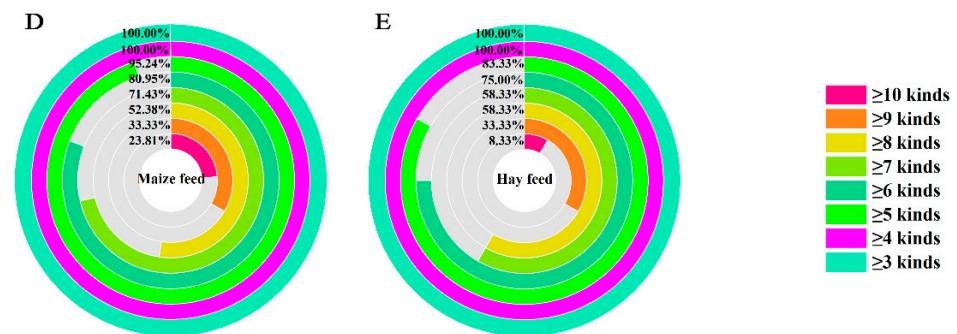 D
100.00%
100.00%
95.24%
80.95%
71.43%
52.38%
33.33%
23.81%
Maize feed
E
100.00%
100.00%
83.33%
75.00%
58.33%
58.33%
33.33%
8.33%
Hay feed
≥10 kinds
≥9 kinds
≥8 kinds
≥7 kinds
≥6 kinds
≥5 kinds
≥4 kinds
≥3 kinds